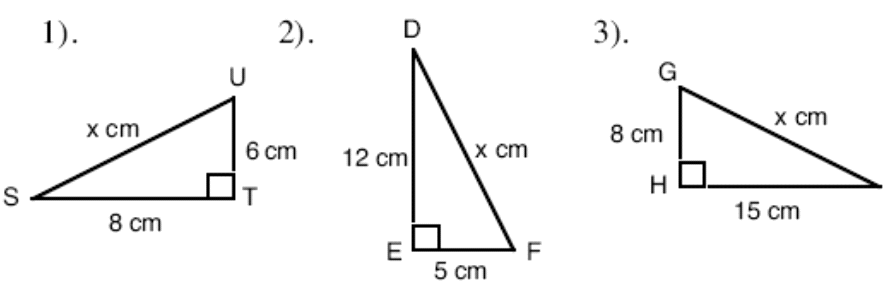 1).
U
x cm
6 cm
S
T
8 cm
2).
D
12 cm
x cm
E
F
5 cm
3).
G
x cm
8 cm
H
15 cm